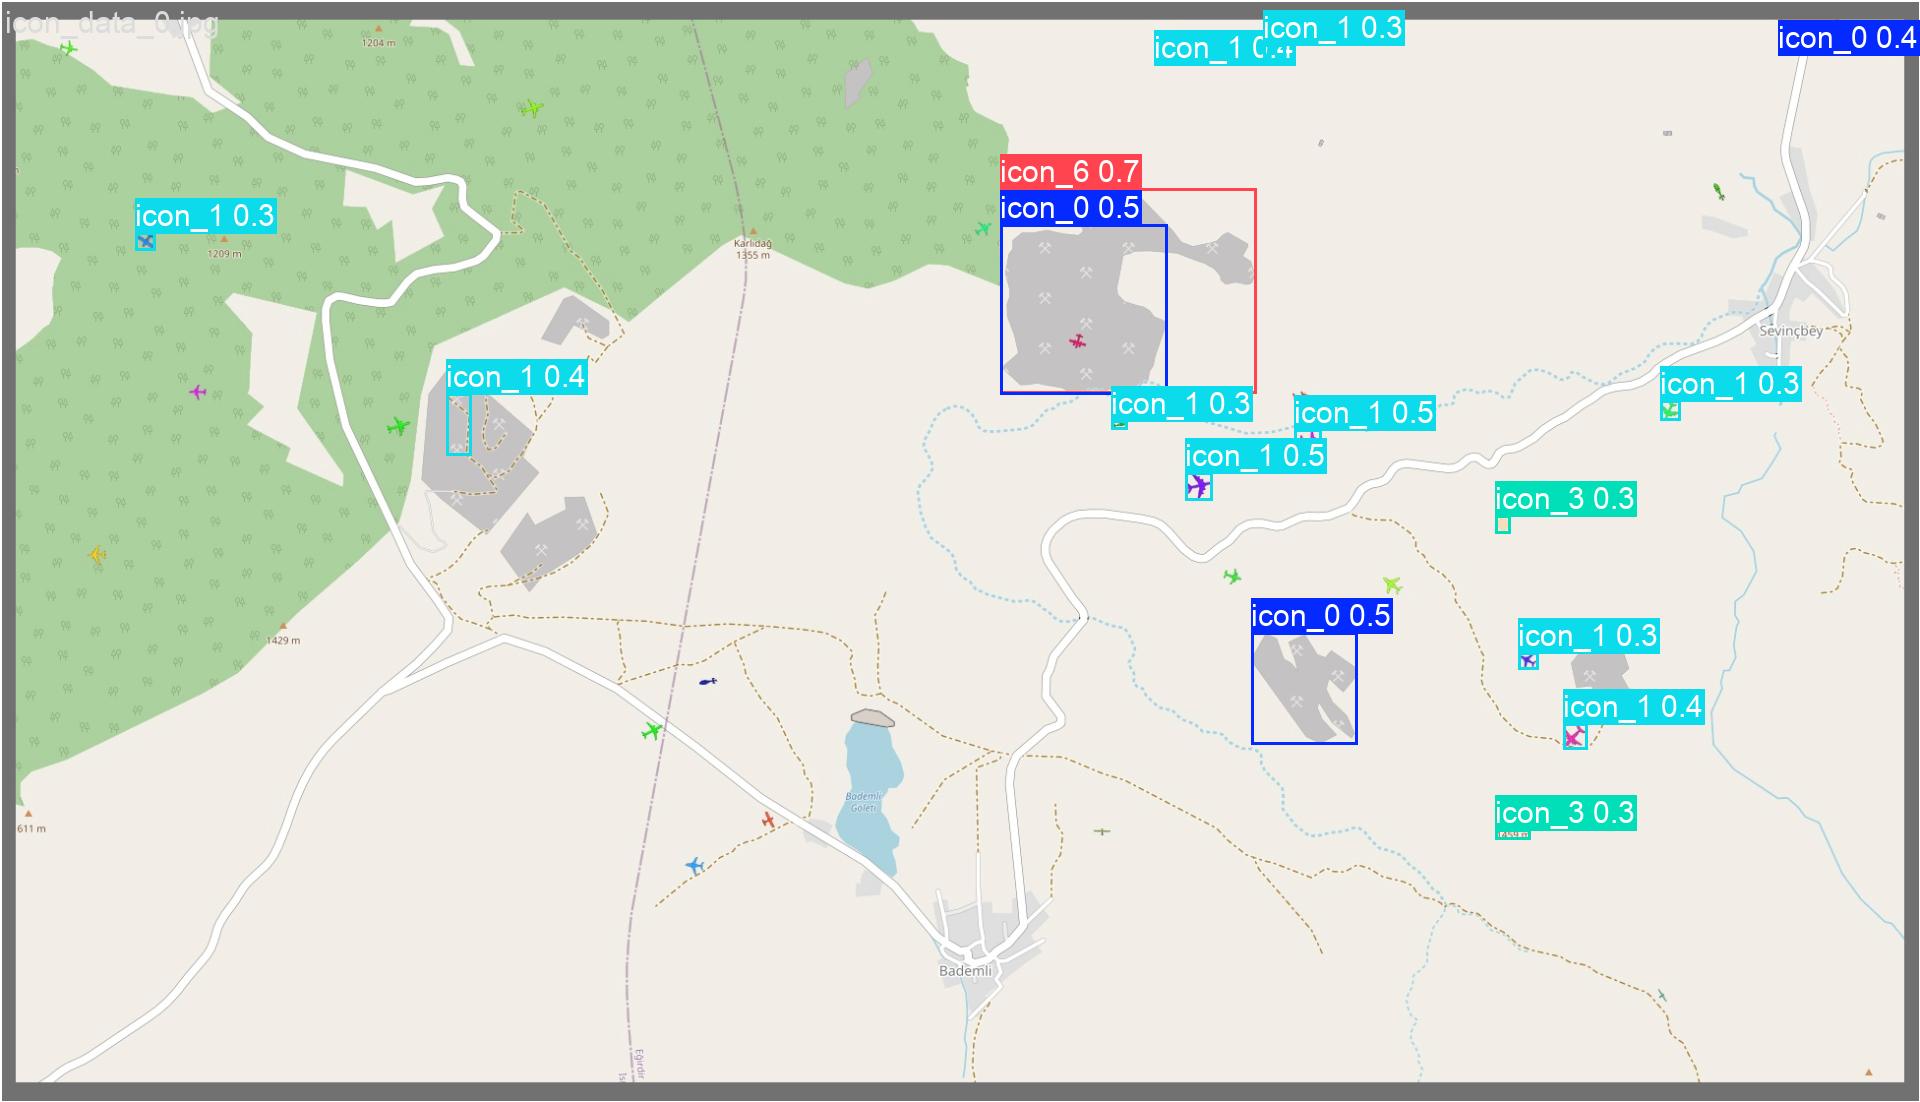 icon_data_0.jpg
icon_1 0.3
icon_1 0.4
icon_0 0.4
1204 m
icon_6 0.7
icon_0 0.5
icon_1 0.3
1209 m
Karlıdağ
1355 m
Sevinçbey
icon_1 0.4
icon_1 0.3
icon_1 0.3
icon_1 0.5
icon_1 0.5
icon_3 0.3
icon_0 0.5
1429 m
icon_1 0.3
icon_1 0.4
Bademli
Göleti
icon_3 0.3
611 m
1459 m
Bademli
Eğirdir